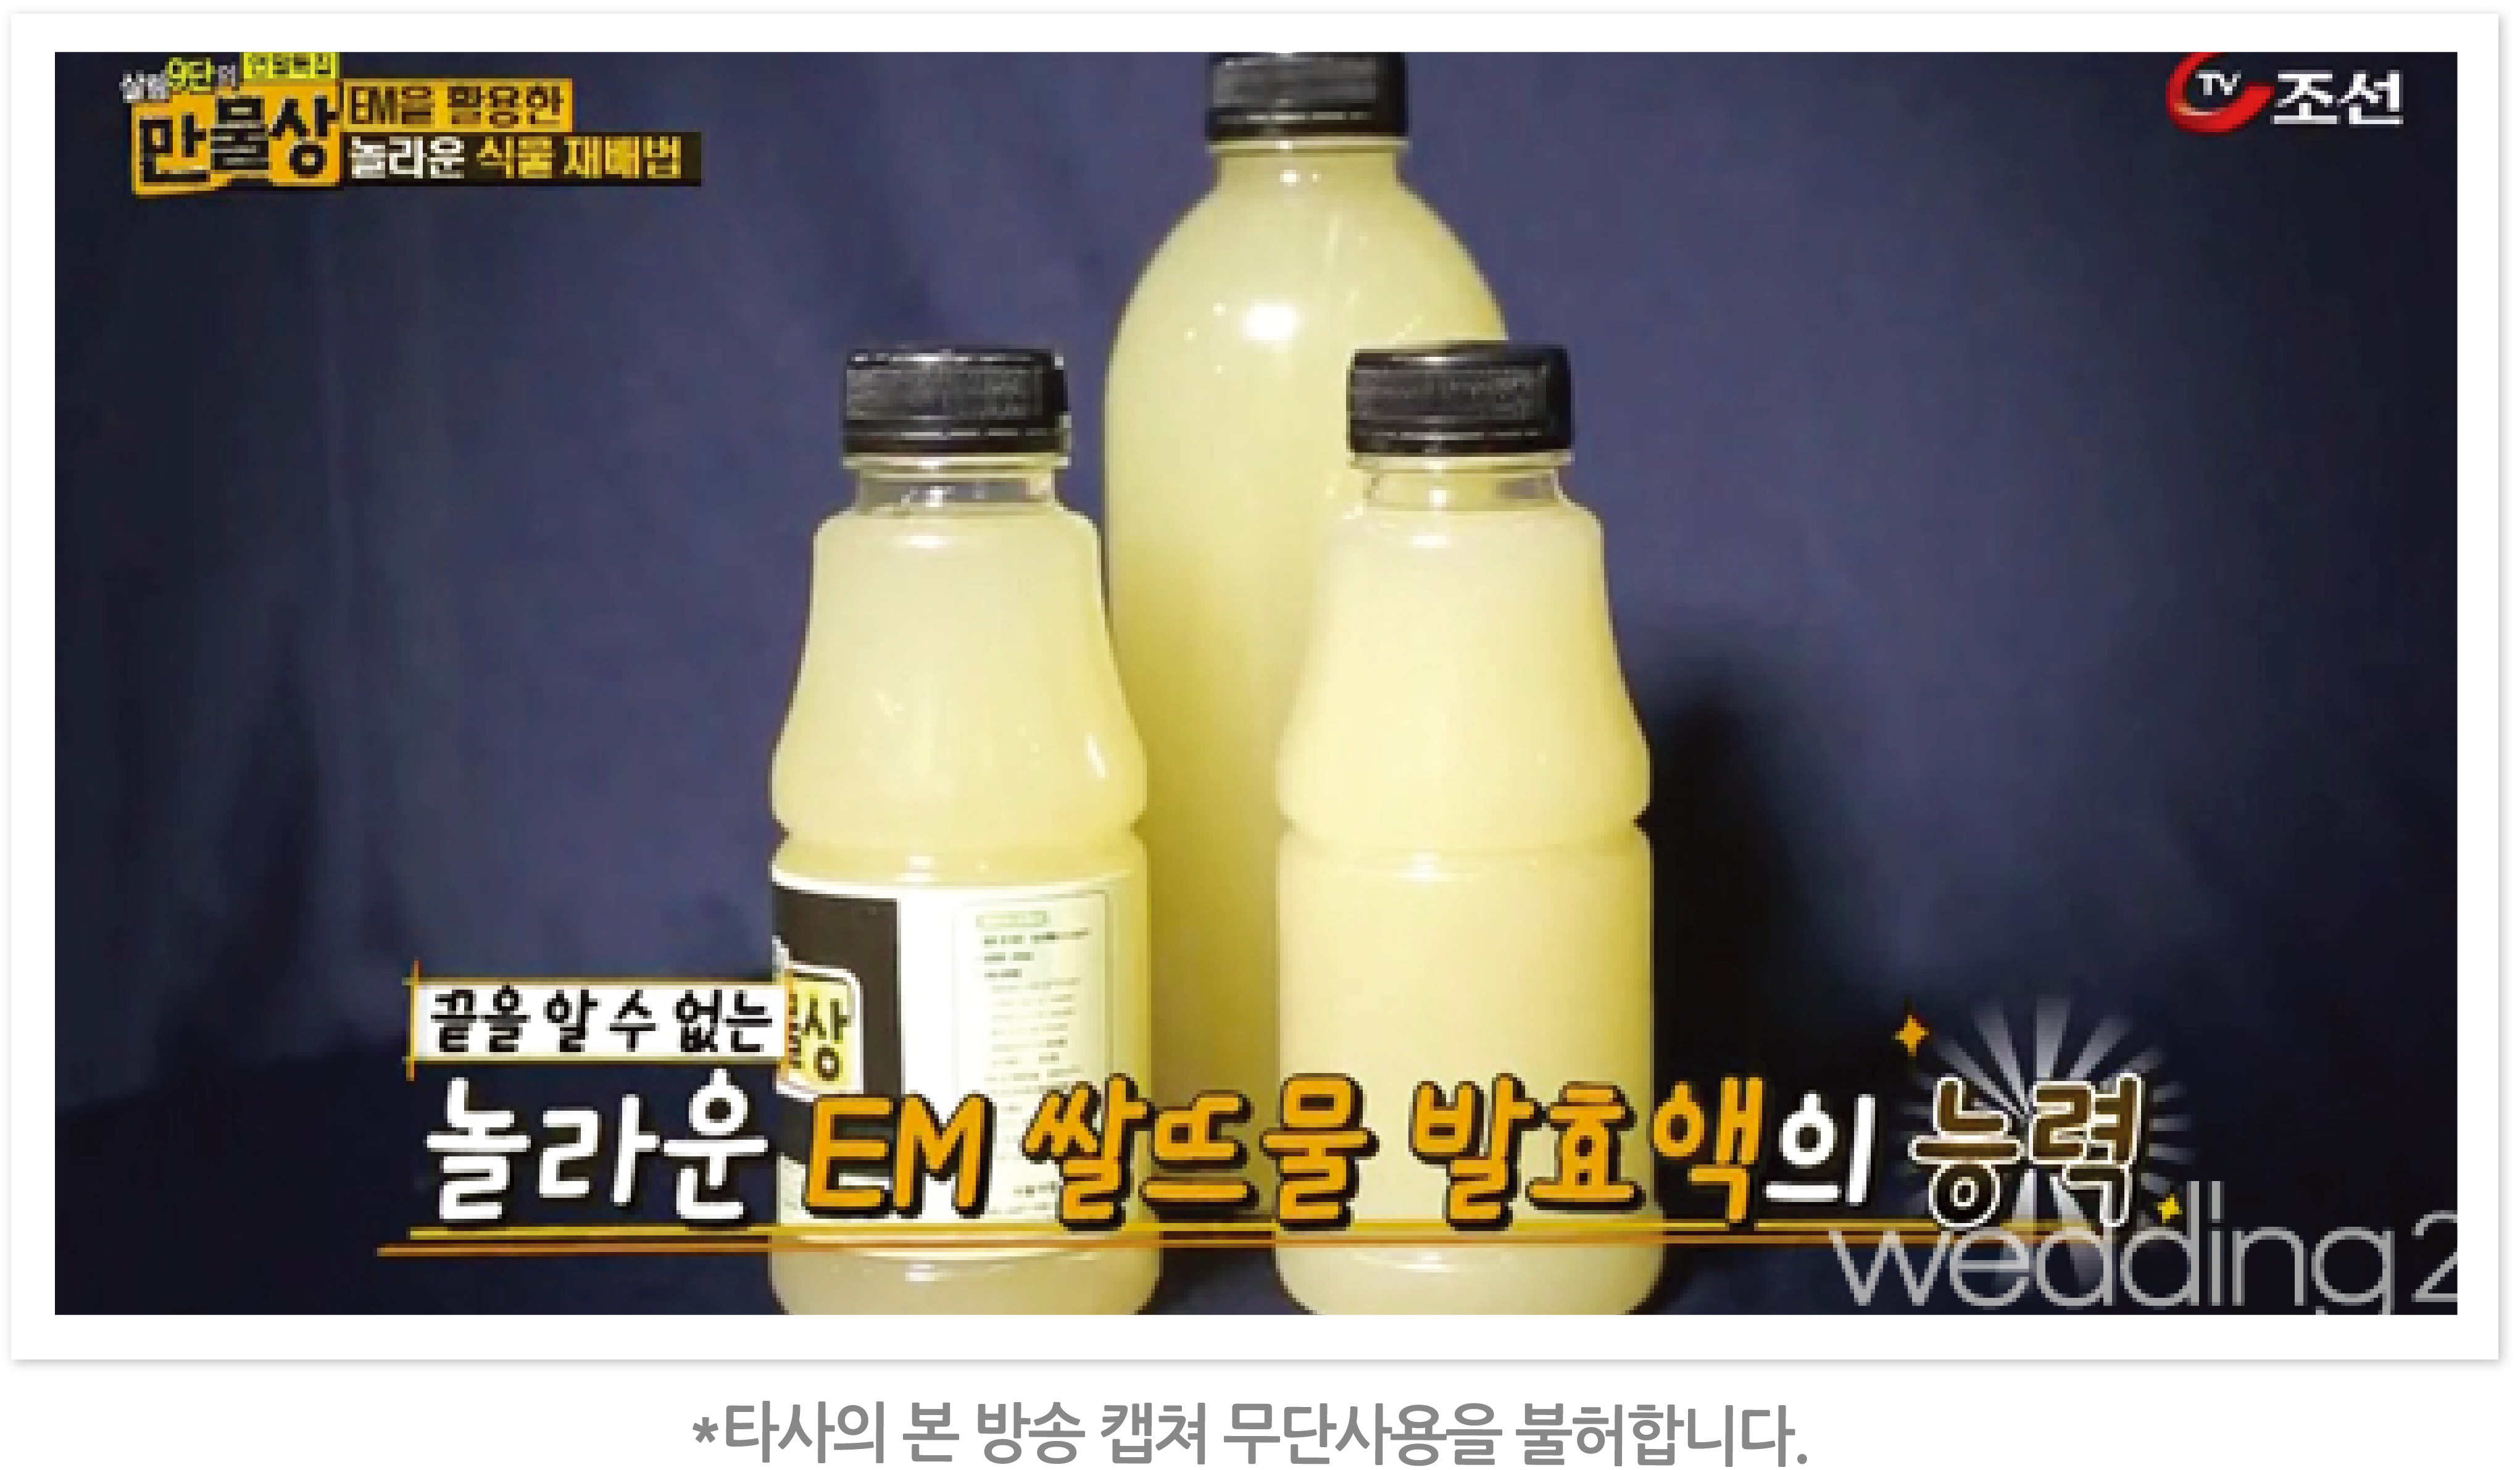 살림9단의
만물상
EM을 활용한
놀라운 식물 재배법
TV 조선
끝을 알 수 없는
상
놀라운 EM 쌀뜨물 발효액의 능력
wedding2
*타사의 본 방송 캡쳐 무단사용을 불허합니다.